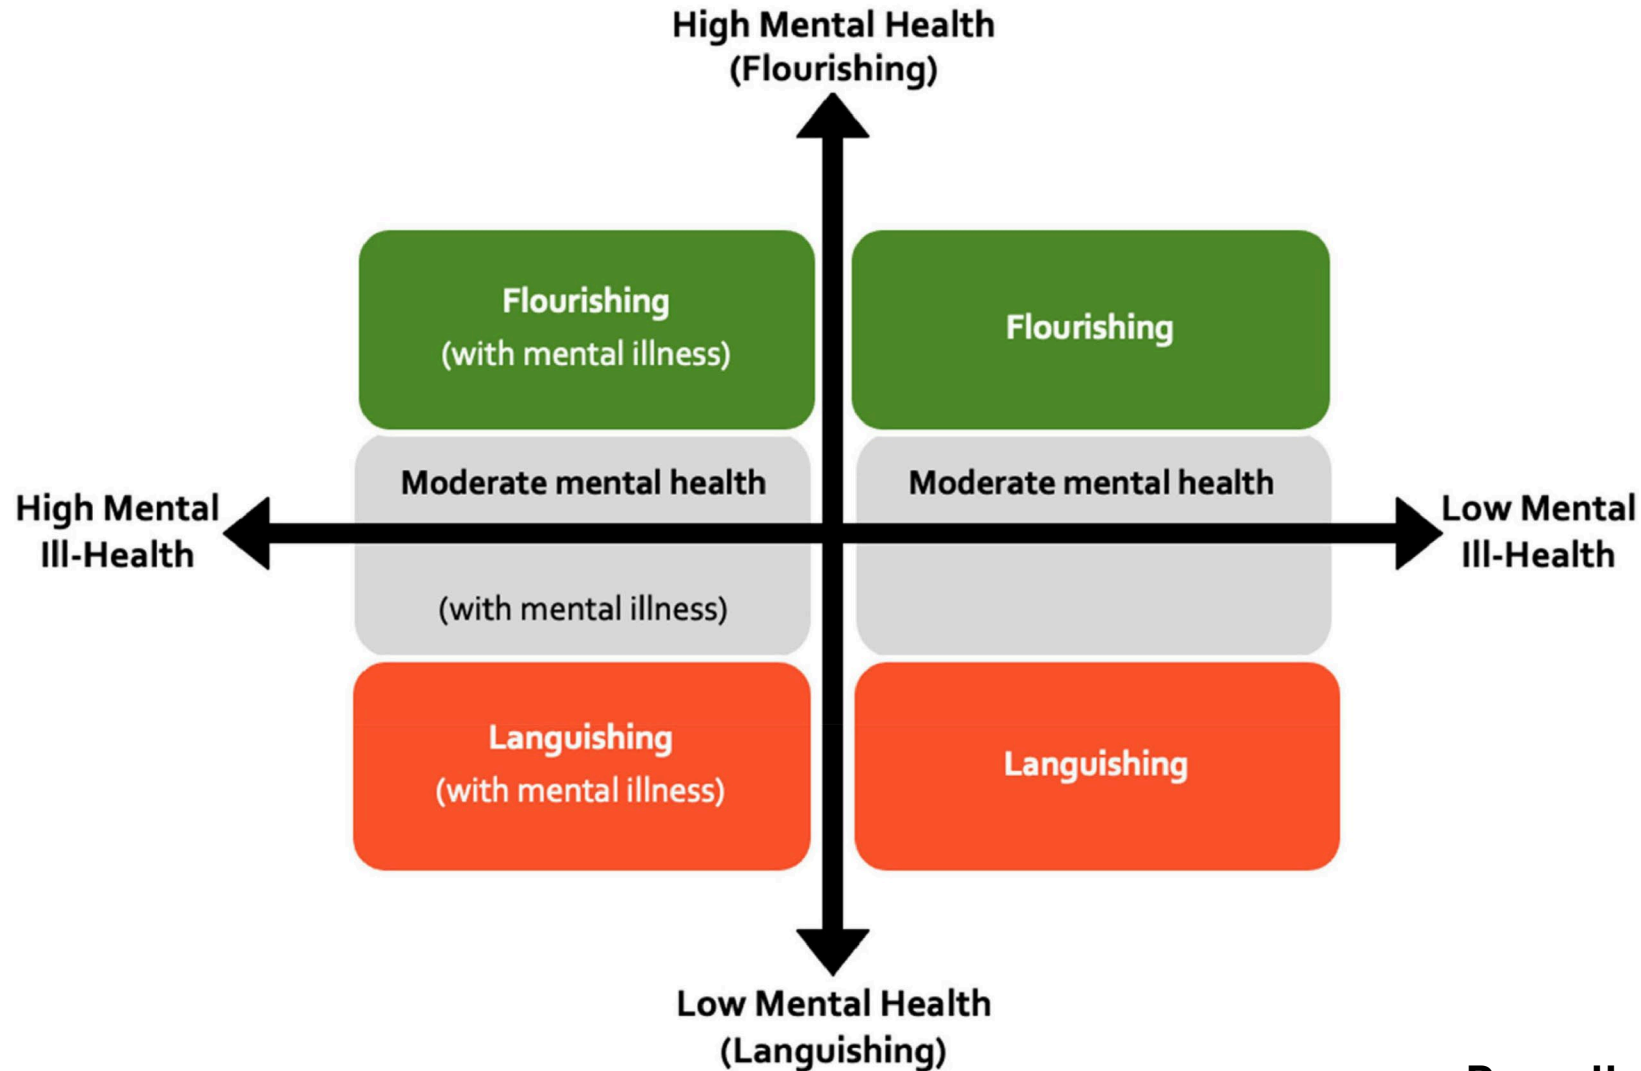 High Mental Health
(Flourishing)
Flourishing
(with mental illness)
Flourishing
Moderate mental health
Moderate mental health
High Mental
Ill-Health
Low Mental
Ill-Health
(with mental illness)
Languishing
(with mental illness)
Languishing
Low Mental Health
(Languishing)